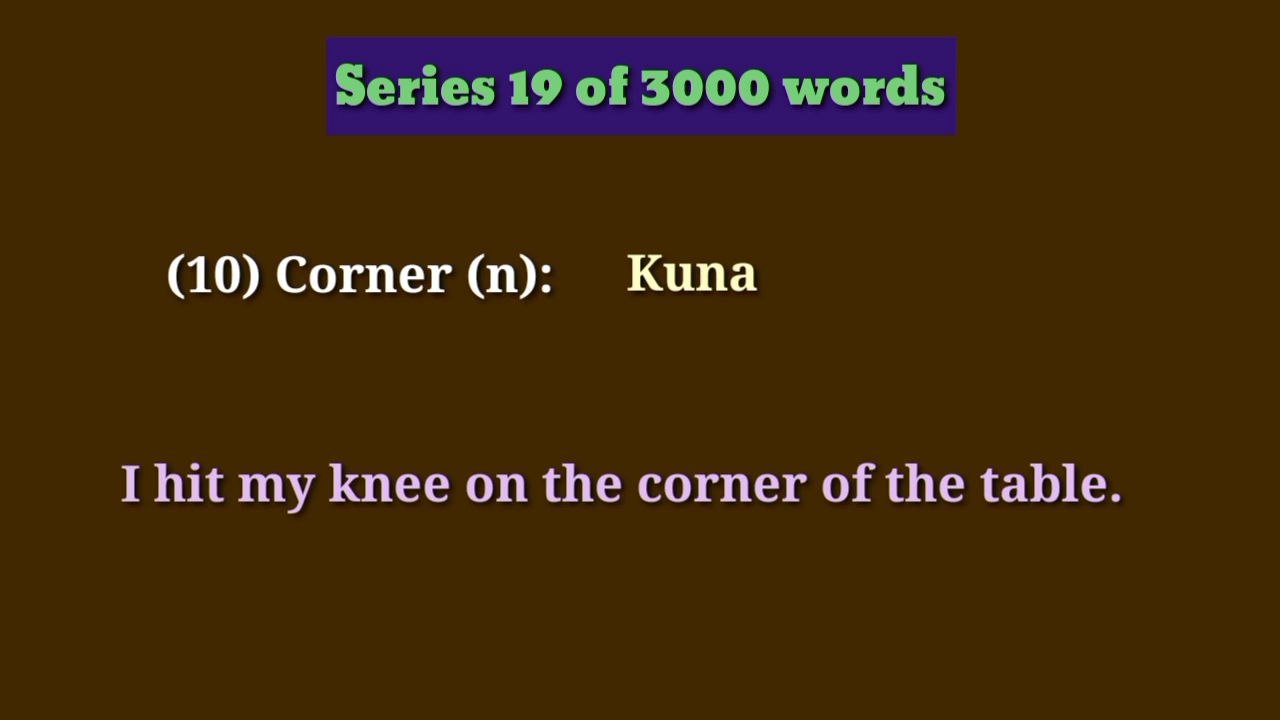 Series 19 of 3000 words
(10) Corner (n): Kuna
I hit my knee on the corner of the table.